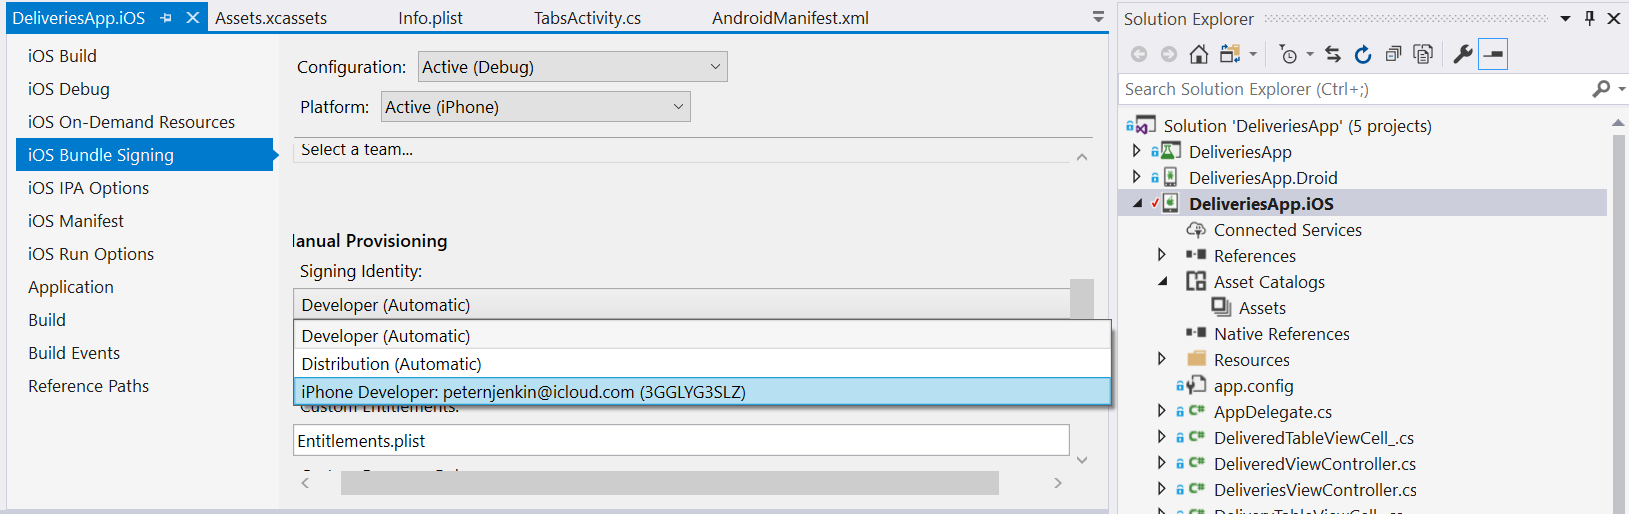 DeliveriesApp.iOS
Assets.xcassets
Info.plist
TabsActivity.cs
AndroidManifest.xml
iOS Build
iOS Debug
iOS On-Demand Resources
iOS Bundle Signing
iOS IPA Options
iOS Manifest
iOS Run Options
Application
Build
Build Events
Reference Paths
Configuration: Active (Debug)
Platform: Active (iPhone)
Select a team...
anual Provisioning
Signing Identity:
Developer (Automatic)
Developer (Automatic)
Distribution (Automatic)
iPhone Developer: peternjenkin@icloud.com (3GGLYG3SLZ)
Custom Entitlements:
Entitlements.plist
Solution Explorer
Search Solution Explorer (Ctrl+;)
Solution 'DeliveriesApp' (5 projects)
DeliveriesApp
DeliveriesApp.Droid
DeliveriesApp.iOS
Connected Services
References
Asset Catalogs
Assets
Native References
Resources
app.config
C# AppDelegate.cs
C# DeliveredTableViewCell_.cs
C# DeliveredViewController.cs
C# DeliveriesViewController.cs